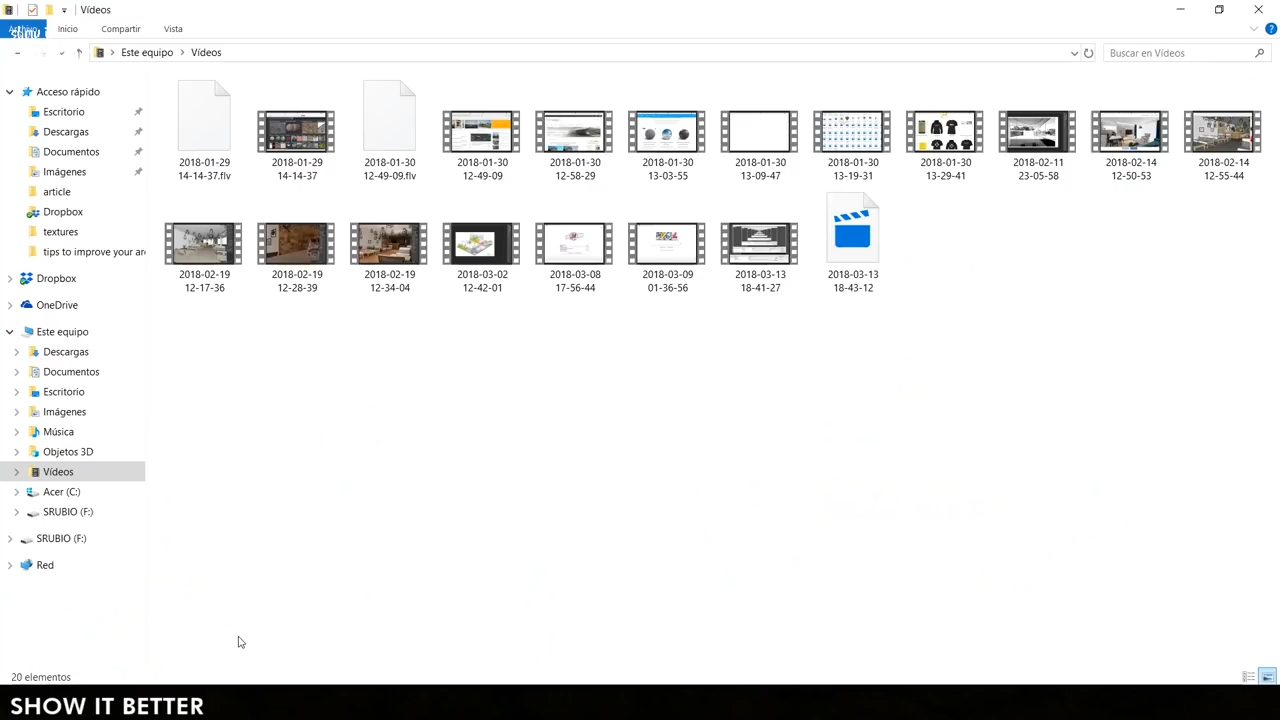 Vídeos
Inicio
Compartir
Vista
Este equipo
Vídeos
Buscar en Vídeos
Acceso rápido
Escritorio
Descargas
Documentos
Imágenes
article
Dropbox
textures
tips to improve your ar
Dropbox
OneDrive
Este equipo
Descargas
Documentos
Escritorio
Imágenes
Música
Objetos 3D
Vídeos
Acer (C:)
SRUBIO (F:)
SRUBIO (F:)
Red
2018-01-29
14-14-37.flv
2018-01-29
14-14-37
2018-01-30
12-49-09.flv
2018-01-30
12-49-09
2018-01-30
12-58-29
2018-01-30
13-03-55
2018-01-30
13-09-47
2018-01-30
13-19-31
2018-01-30
13-29-41
2018-02-11
23-05-58
2018-02-14
12-50-53
2018-02-14
12-55-44
2018-02-19
12-17-36
2018-02-19
12-28-39
2018-02-19
12-34-04
2018-03-02
12-42-01
2018-03-08
17-56-44
2018-03-09
01-36-56
2018-03-13
18-41-27
2018-03-13
18-43-12
20 elementos
SHOW IT BETTER